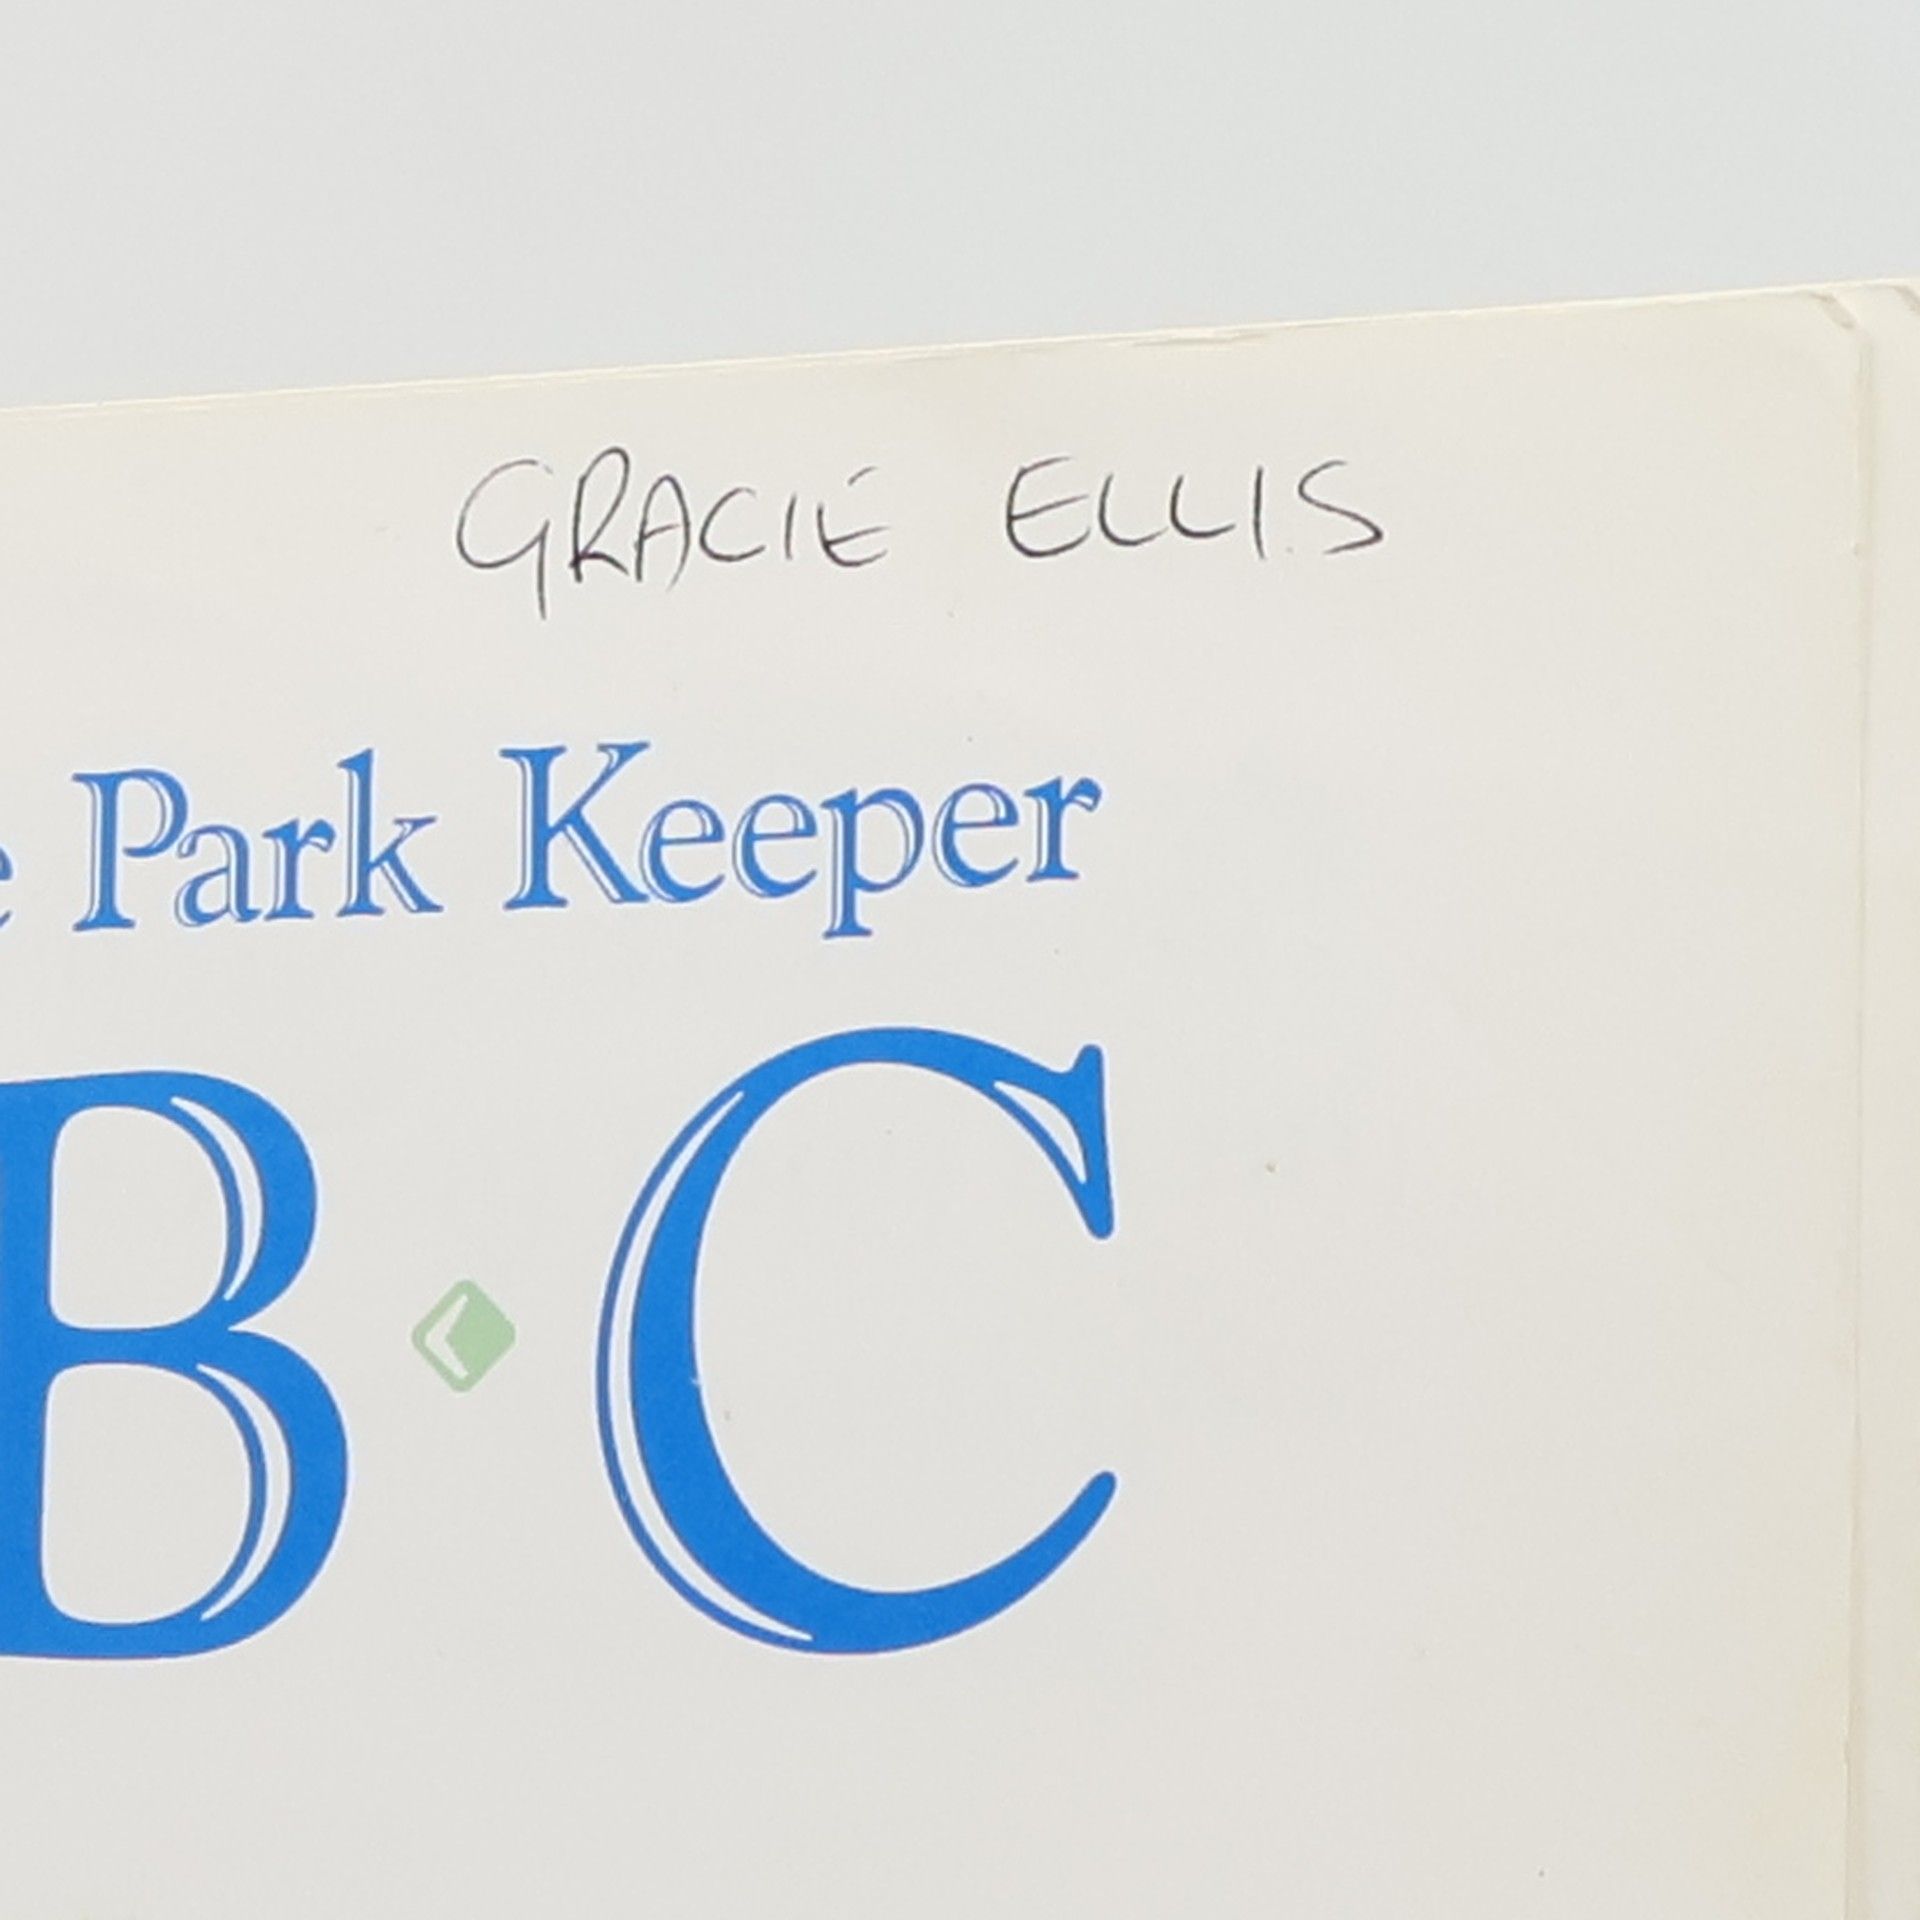 GRACIE ELLIS
e Park Keeper
B·C